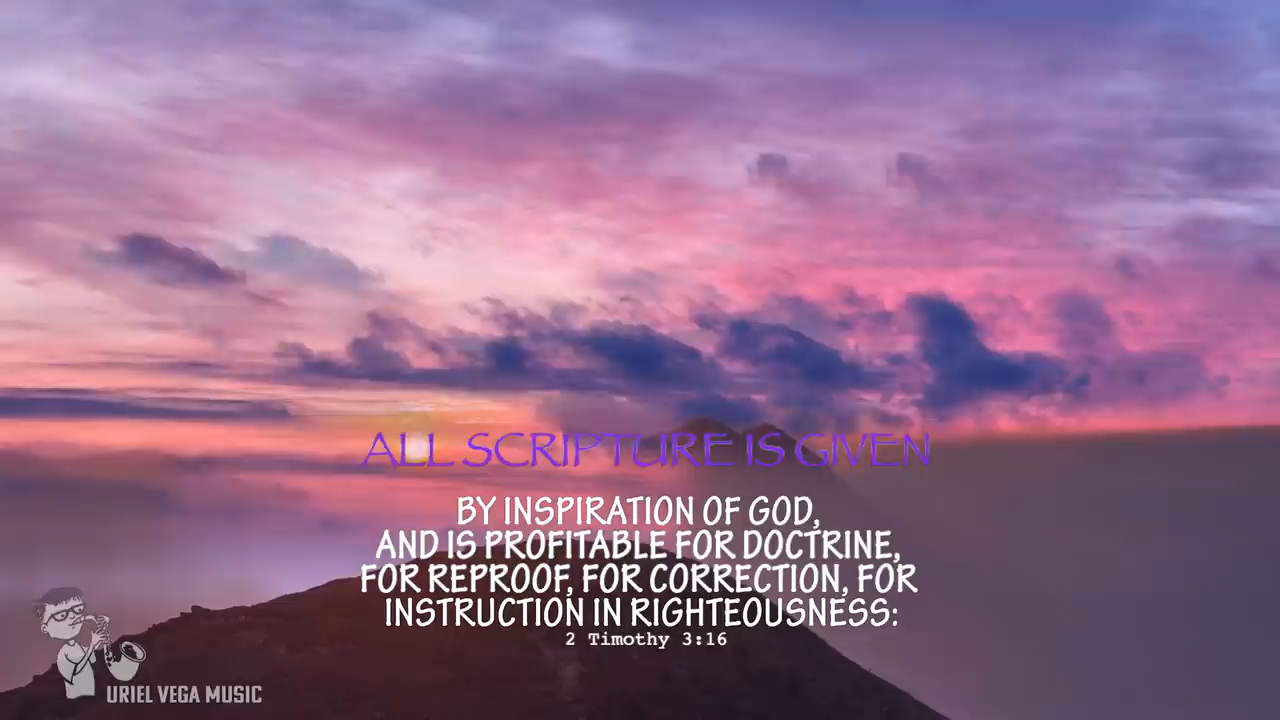 ALL SCRIPTURE IS GIVEN
BY INSPIRATION OF GOD,
AND IS PROFITABLE FOR DOCTRINE,
FOR REPROOF, FOR CORRECTION, FOR
INSTRUCTION IN RIGHTEOUSNESS:
2 Timothy 3:16
URIEL VEGA MUSIC